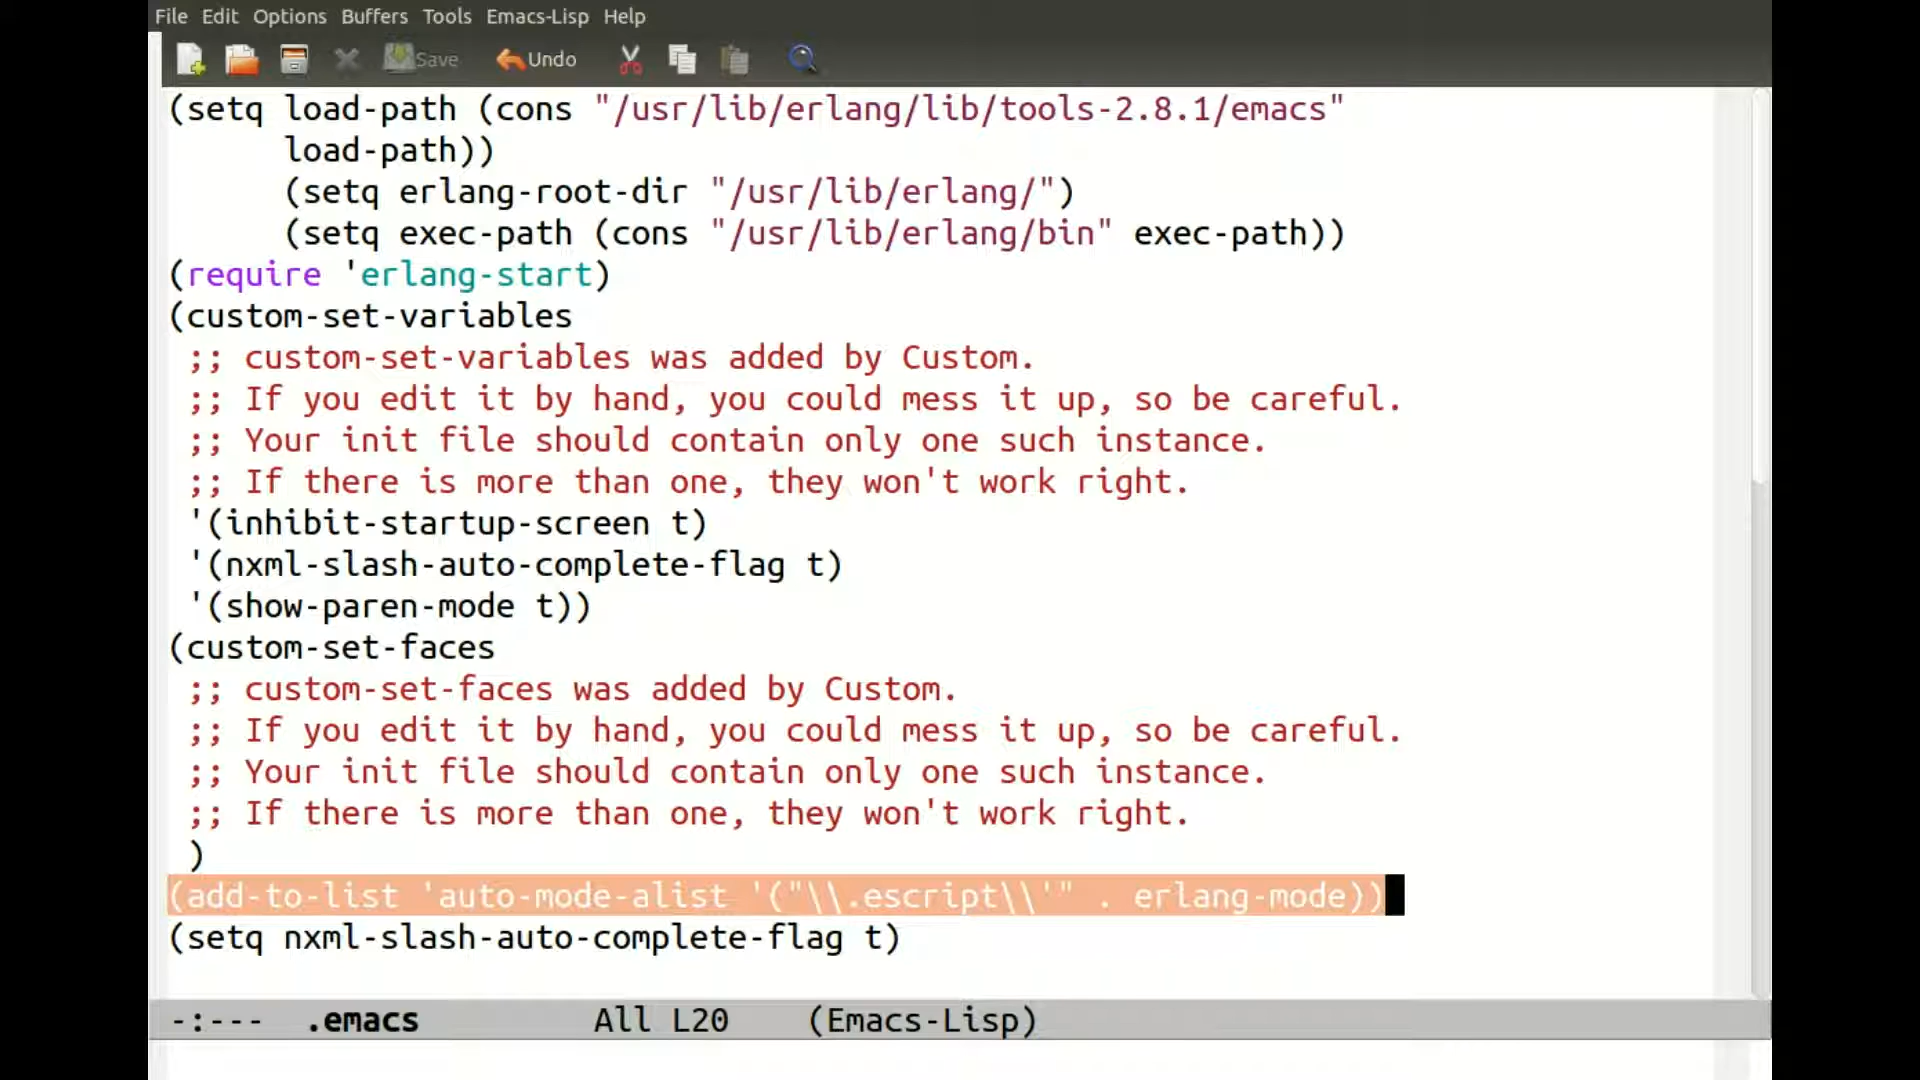 File Edit Options Buffers Tools Emacs-Lisp Help
Save Undo
(setq load-path (cons "/usr/lib/erlang/lib/tools-2.8.1/emacs"
      load-path))
      (setq erlang-root-dir "/usr/lib/erlang/")
      (setq exec-path (cons "/usr/lib/erlang/bin" exec-path))
(require 'erlang-start)
(custom-set-variables
 ;; custom-set-variables was added by Custom.
 ;; If you edit it by hand, you could mess it up, so be careful.
 ;; Your init file should contain only one such instance.
 ;; If there is more than one, they won't work right.
 '(inhibit-startup-screen t)
 '(nxml-slash-auto-complete-flag t)
 '(show-paren-mode t))
(custom-set-faces
 ;; custom-set-faces was added by Custom.
 ;; If you edit it by hand, you could mess it up, so be careful.
 ;; Your init file should contain only one such instance.
 ;; If there is more than one, they won't work right.
 )
(add-to-list 'auto-mode-alist '("\\.escript\\'" . erlang-mode))
(setq nxml-slash-auto-complete-flag t)
-:---  .emacs         All L20    (Emacs-Lisp)